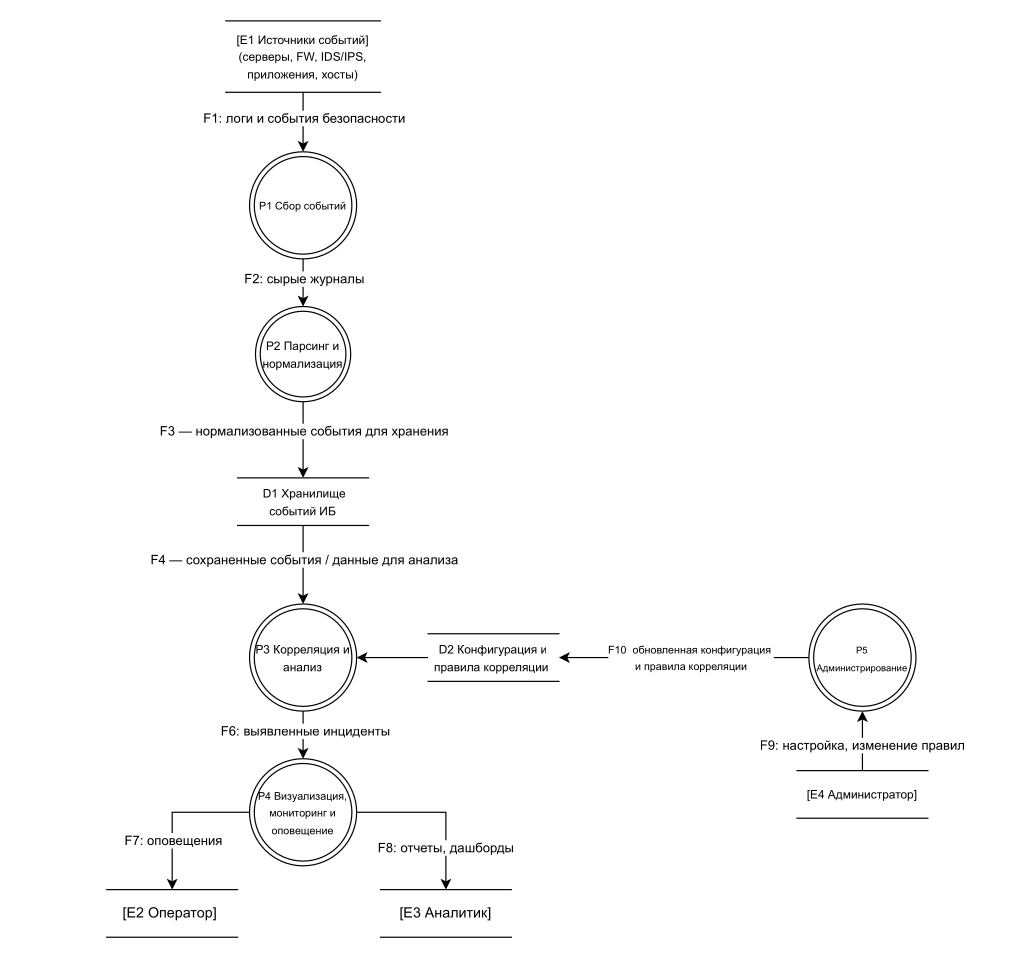 [E1 Источники событий]
(серверы, FW, IDS/IPS,
приложения, хосты)
F1: логи и события безопасности
P1 Сбор событий
F2: сырые журналы
P2 Парсинг и
нормализация
F3 — нормализованные события для хранения
D1 Хранилище
событий ИБ
F4 — сохраненные события / данные для анализа
P3 Корреляция и
анализ
D2 Конфигурация и
правила корреляции
F10 обновленная конфигурация
и правила корреляции
P5
Администрирование
F9: настройка, изменение правил
[E4 Администратор]
F6: выявленные инциденты
P4 Визуализация,
мониторинг и
оповещение
F7: оповещения
F8: отчеты, дашборды
[E2 Оператор]
[E3 Аналитик]